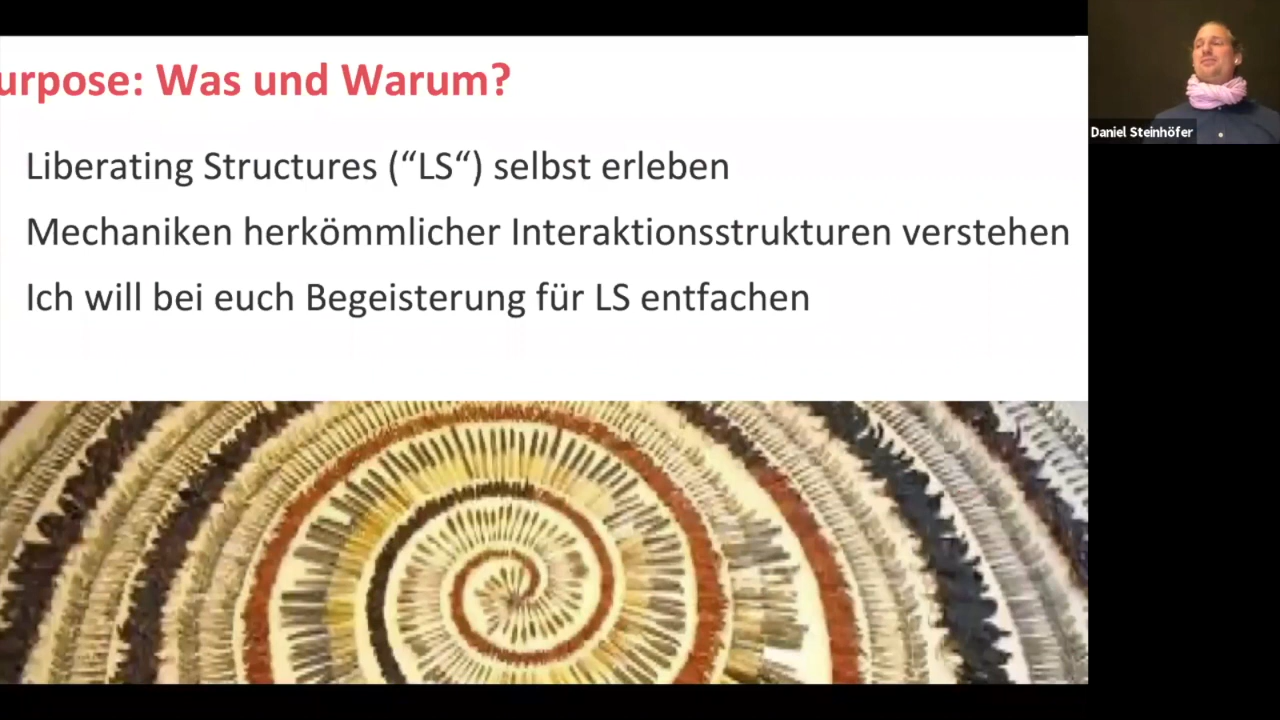 urpose: Was und Warum?
Liberating Structures (“LS“) selbst erleben
Mechaniken herkömmlicher Interaktionsstrukturen verstehen
Ich will bei euch Begeisterung für LS entfachen
Daniel Steinhöfer